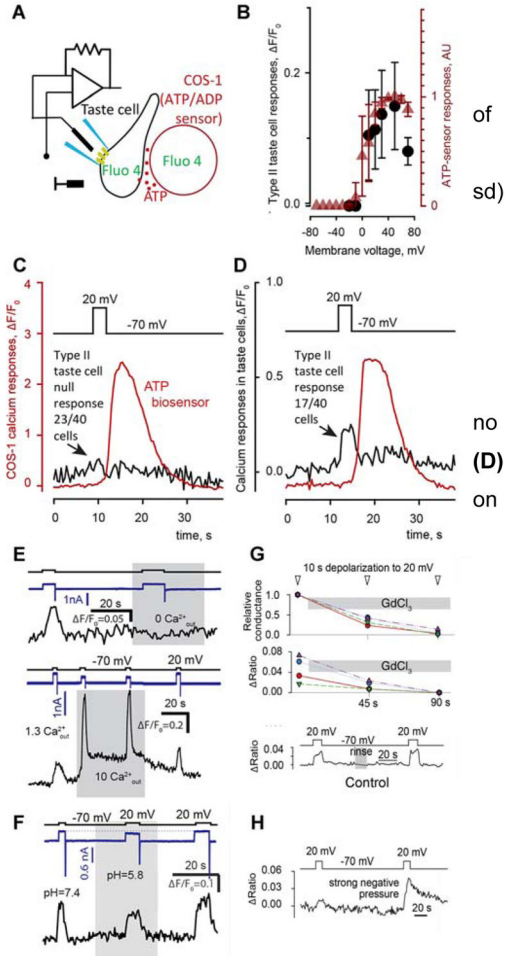 A
Taste cell
COS-1
(ATP/ADP
sensor)
Fluo 4
Fluo 4
ATP
B
Type II taste cell responses, ΔF/F₀
0.2
0.0
ATP-sensor responses, AU
1
0
-80 -40 0 40 80
Membrane voltage, mV
of
sd)
C
COS-1 calcium responses, ΔF/F₀
4
3
2
1
0
20 mV
-70 mV
Type II
taste cell
null
response
23/40
cells
ATP
biosensor
0 10 20 30
time, s
D
Calcium responses in taste cells,ΔF/F₀
1.0
0.5
0.0
20 mV
-70 mV
Type II
taste cell
response
17/40
cells
0 10 20 30
time, s
no
(D)
on
E
1nA
20 s
ΔF/F₀=0.05
0 Ca²⁺out
-70 mV
20 mV
1nA
20 s
ΔF/F₀=0.2
1.3 Ca²⁺out
10 Ca²⁺out
F
-70 mV
20 mV
20 mV
0.6 nA
20 s
ΔF/F₀=0.1
pH=5.8
pH=7.4
G
10 s depolarization to 20 mV
Relative
conductance
1.0
0.5
0.0
GdCl₃
ΔRatio
0.08
0.04
0.00
GdCl₃
45 s
90 s
20 mV
-70 mV
20 mV
rinse
20 s
ΔRatio
0.04
0.00
Control
H
20 mV
-70 mV
20 mV
ΔRatio
0.06
0.03
0.00
strong negative
pressure
20 s